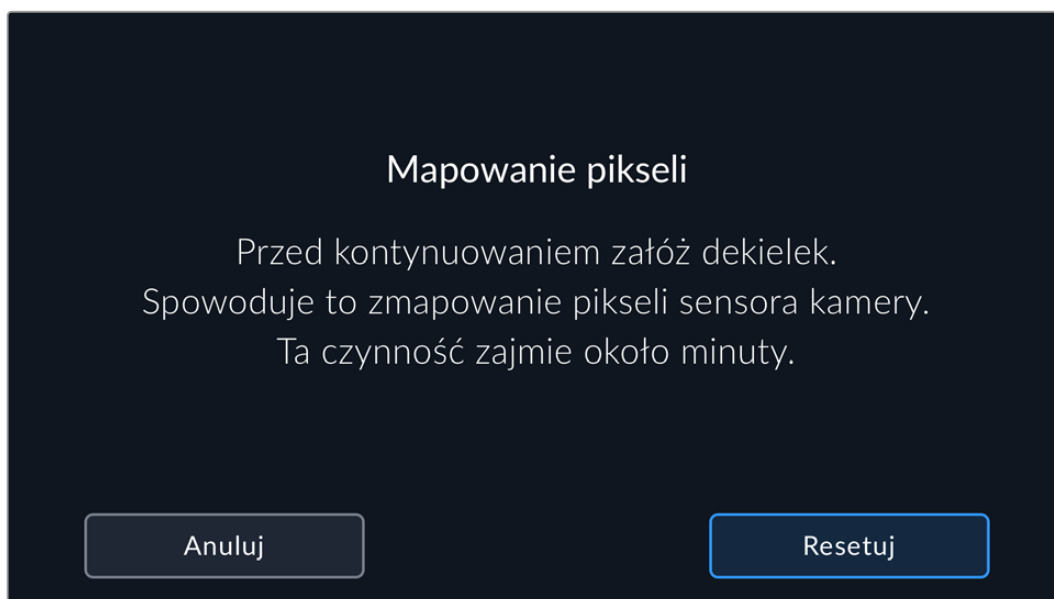 Mapowanie pikseli
Przed kontynuowaniem załóż dekielek.
Spowoduje to zmapowanie pikseli sensora kamery.
Ta czynność zajmie około minuty.
Anuluj
Resetuj